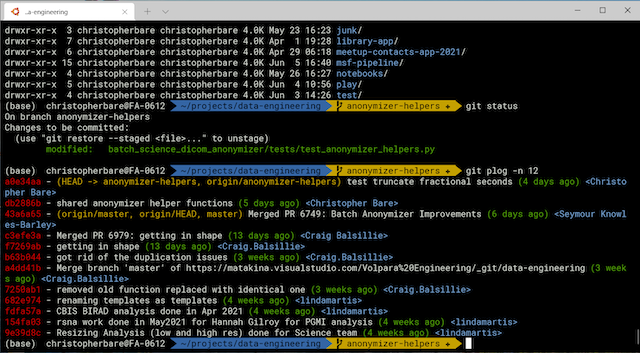 ..a-engineering
drwxr-xr-x 3 christopherbare christopherbare 4.0K May 23 16:23 junk/
drwxr-xr-x 7 christopherbare christopherbare 4.0K Apr 1 19:28 library-app/
drwxr-xr-x 6 christopherbare christopherbare 4.0K Apr 29 06:18 meetup-contacts-app-2021/
drwxr-xr-x 15 christopherbare christopherbare 4.0K Jun 5 16:40 msf-pipeline/
drwxr-xr-x 4 christopherbare christopherbare 4.0K May 26 16:27 notebooks/
drwxr-xr-x 5 christopherbare christopherbare 4.0K Jun 4 10:56 play/
drwxr-xr-x 6 christopherbare christopherbare 4.0K Jun 3 14:26 test/
(base) christopherbare@FA-0612 ~/projects/data-engineering anonymizer-helpers + git status
On branch anonymizer-helpers
Changes to be committed:
(use "git restore --staged <file>..." to unstage)
modified: batch_science_dicom_anonymizer/tests/test_anonymizer_helpers.py
(base) christopherbare@FA-0612 ~/projects/data-engineering anonymizer-helpers + git plog -n 12
a0e34aa - (HEAD -> anonymizer-helpers, origin/anonymizer-helpers) test truncate fractional seconds (4 days ago) <Christo
pher Bare>
db2886b - shared anonymizer helper functions (5 days ago) <Christopher Bare>
43a6a65 - (origin/master, origin/HEAD, master) Merged PR 6749: Batch Anonymizer Improvements (6 days ago) <Seymour Knowl
es-Barley>
c3efe3e - Merged PR 6979: getting in shape (13 days ago) <Craig Balsillie>
f7269ab - getting in shape (13 days ago) <Craig.Balsillie>
b63b044 - got rid of the duplication issues (3 weeks ago) <Craig.Balsillie>
a4dd41b - Merge branch 'master' of https://matakina.visualstudio.com/Volpara%20Engineering/_git/data-engineering (3 week
s ago) <Craig.Balsillie>
7250eb1 - removed old function replaced with identical one (3 weeks ago) <Craig.Balsillie>
682e974 - renaming templates as templates (4 weeks ago) <lindamartis>
fdfa57a - CBIS BIRAD analysis done in Apr 2021 (4 weeks ago) <lindamartis>
154fa03 - rsna work done in May2021 for Hannah Gilroy for PGMI analysis (4 weeks ago) <lindamartis>
9e39d8c - Resizing Analysis (low and high res) done for Science team (4 weeks ago) <lindamartis>
(base) christopherbare@FA-0612 ~/projects/data-engineering anonymizer-helpers +